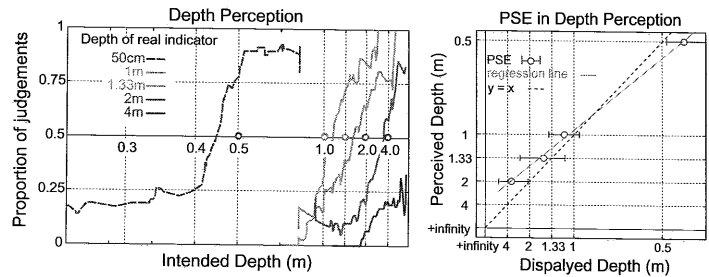 Depth Perception
Depth of real indicator
50cm
1m
1.33m
2m
4m
1
0.75
0.5
0.25
0
0.3
0.4
0.5
1.0
2.0
4.0
Proportion of judgements
Intended Depth (m)
PSE in Depth Perception
PSE
regression line
y = x
0.5
1
1.33
2
4
+infinity
Perceived Depth (m)
+infinity 4 2 1.33 1 0.5
Dispalyed Depth (m)